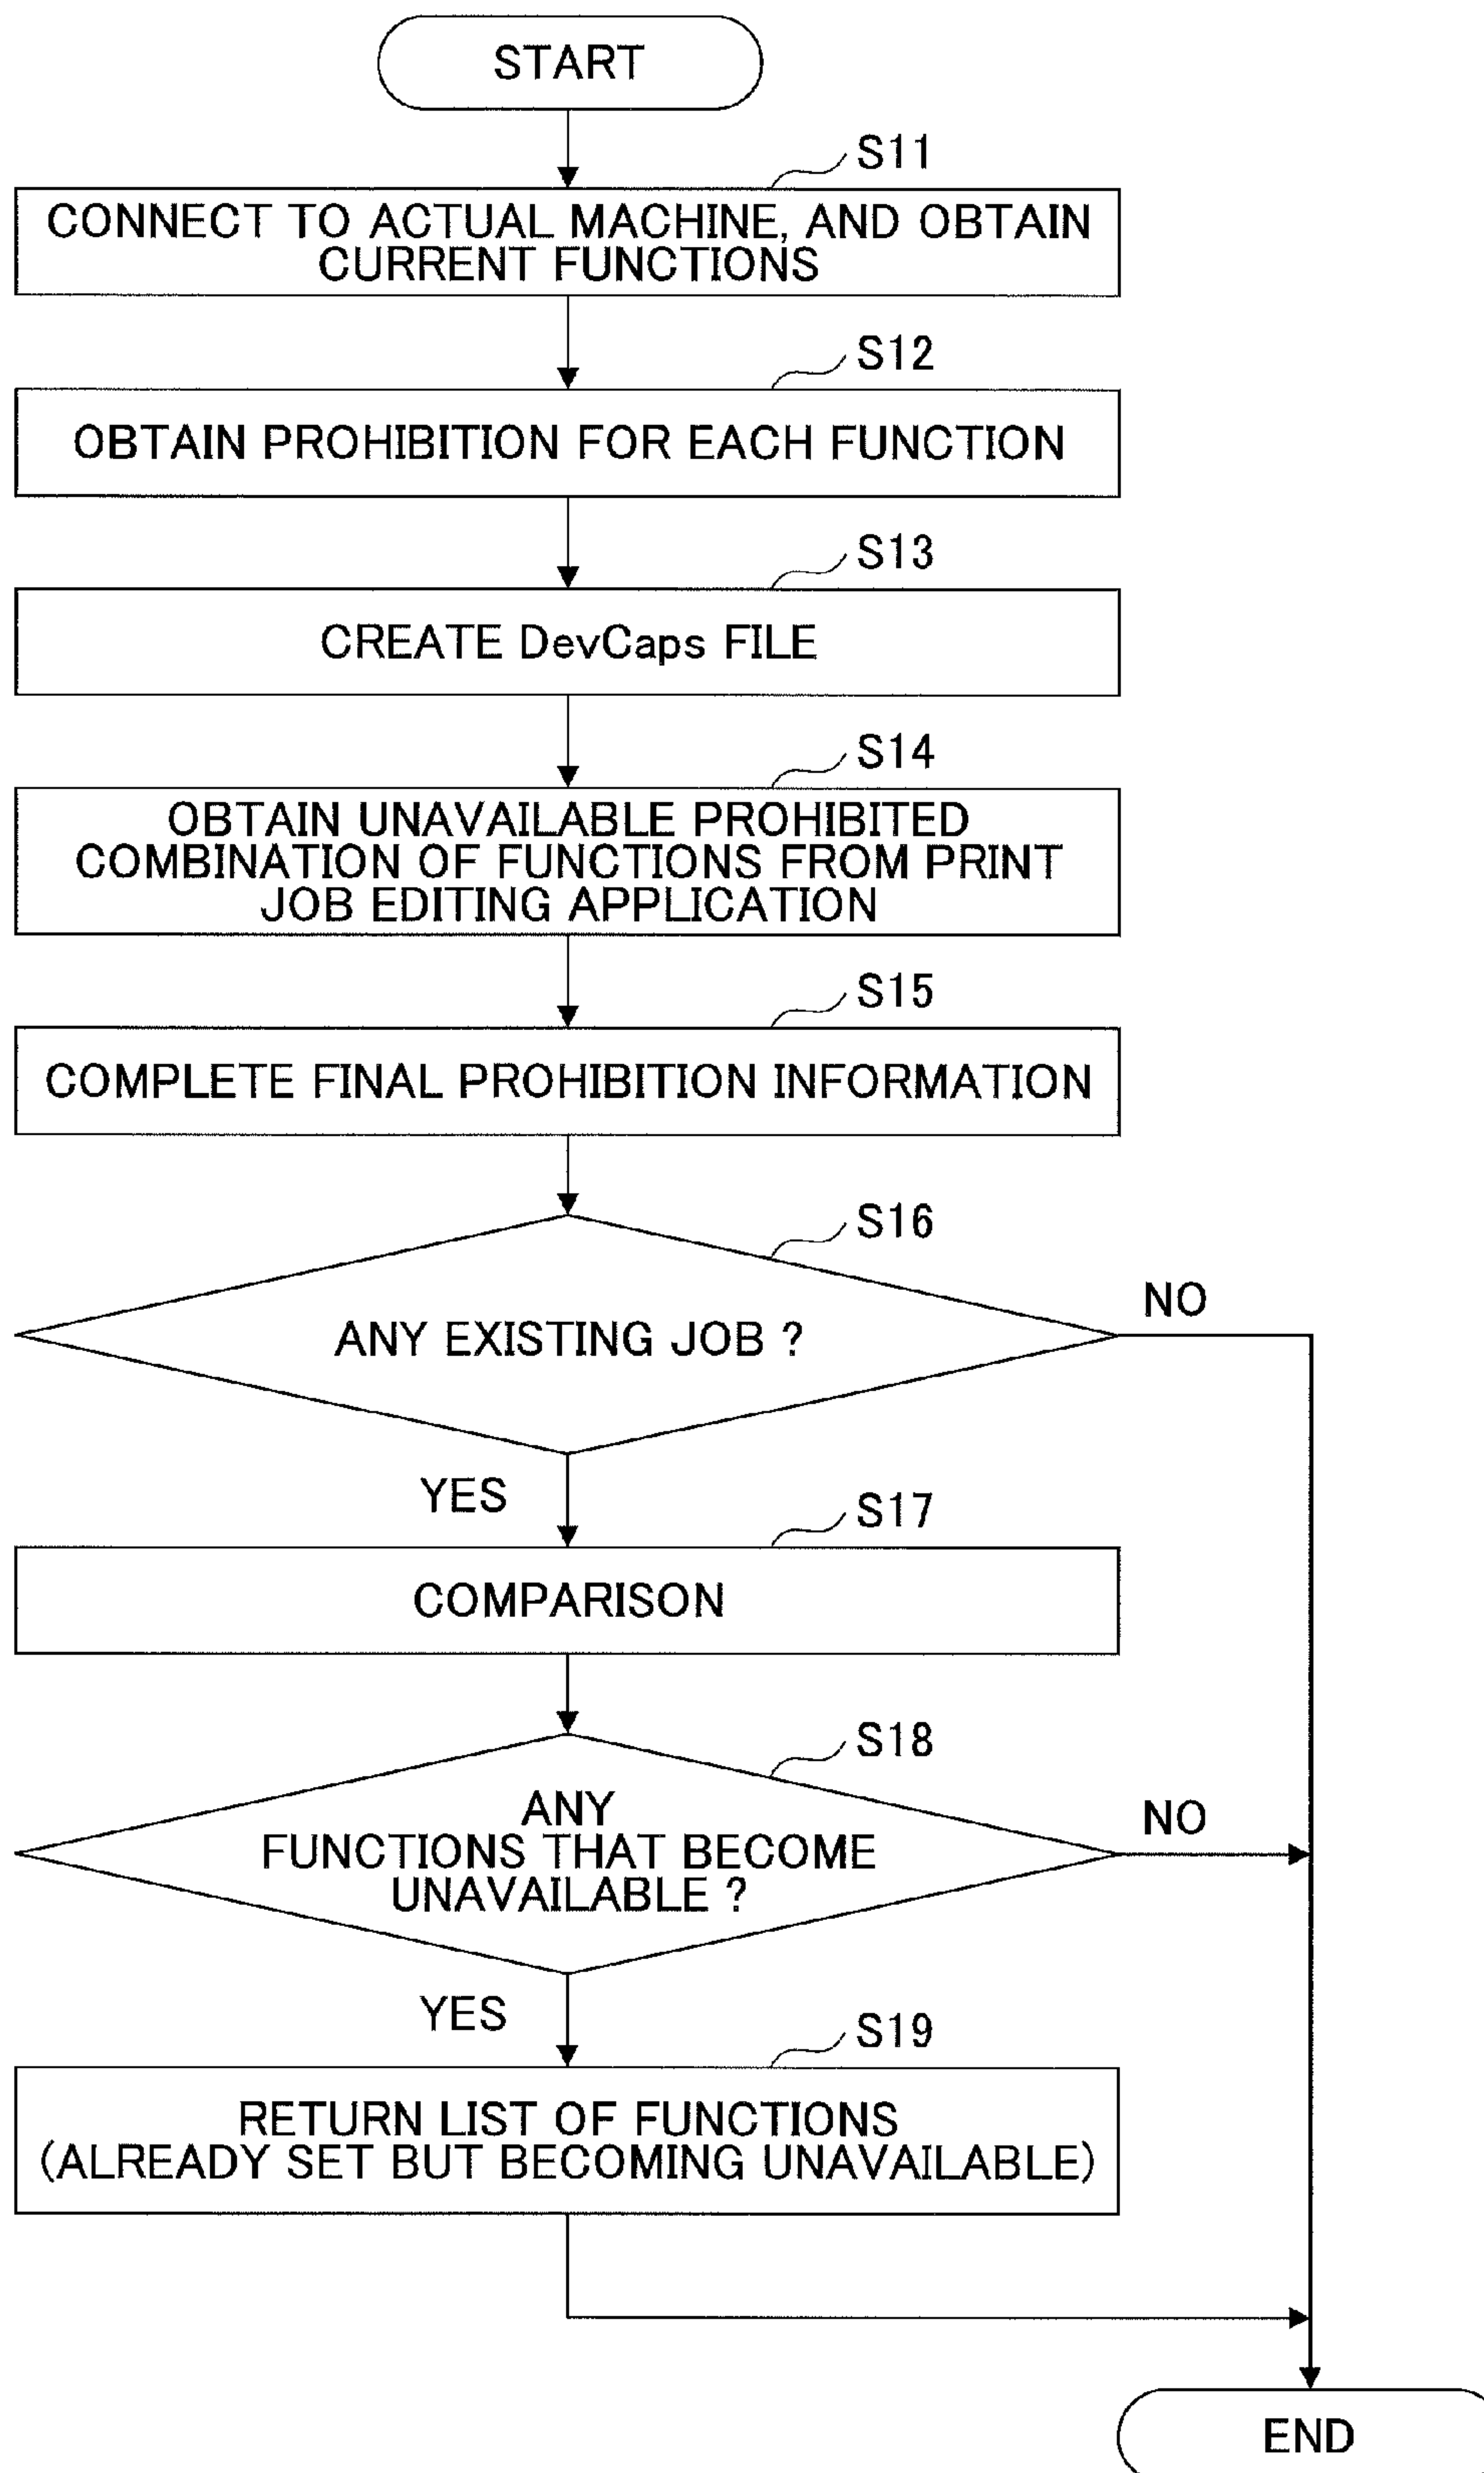 START
S11
CONNECT TO ACTUAL MACHINE, AND OBTAIN
CURRENT FUNCTIONS
S12
OBTAIN PROHIBITION FOR EACH FUNCTION
S13
CREATE DevCaps FILE
S14
OBTAIN UNAVAILABLE PROHIBITED
COMBINATION OF FUNCTIONS FROM PRINT
JOB EDITING APPLICATION
S15
COMPLETE FINAL PROHIBITION INFORMATION
S16
ANY EXISTING JOB ?
NO
YES
S17
COMPARISON
S18
ANY
FUNCTIONS THAT BECOME
UNAVAILABLE ?
NO
YES
S19
RETURN LIST OF FUNCTIONS
(ALREADY SET BUT BECOMING UNAVAILABLE)
END